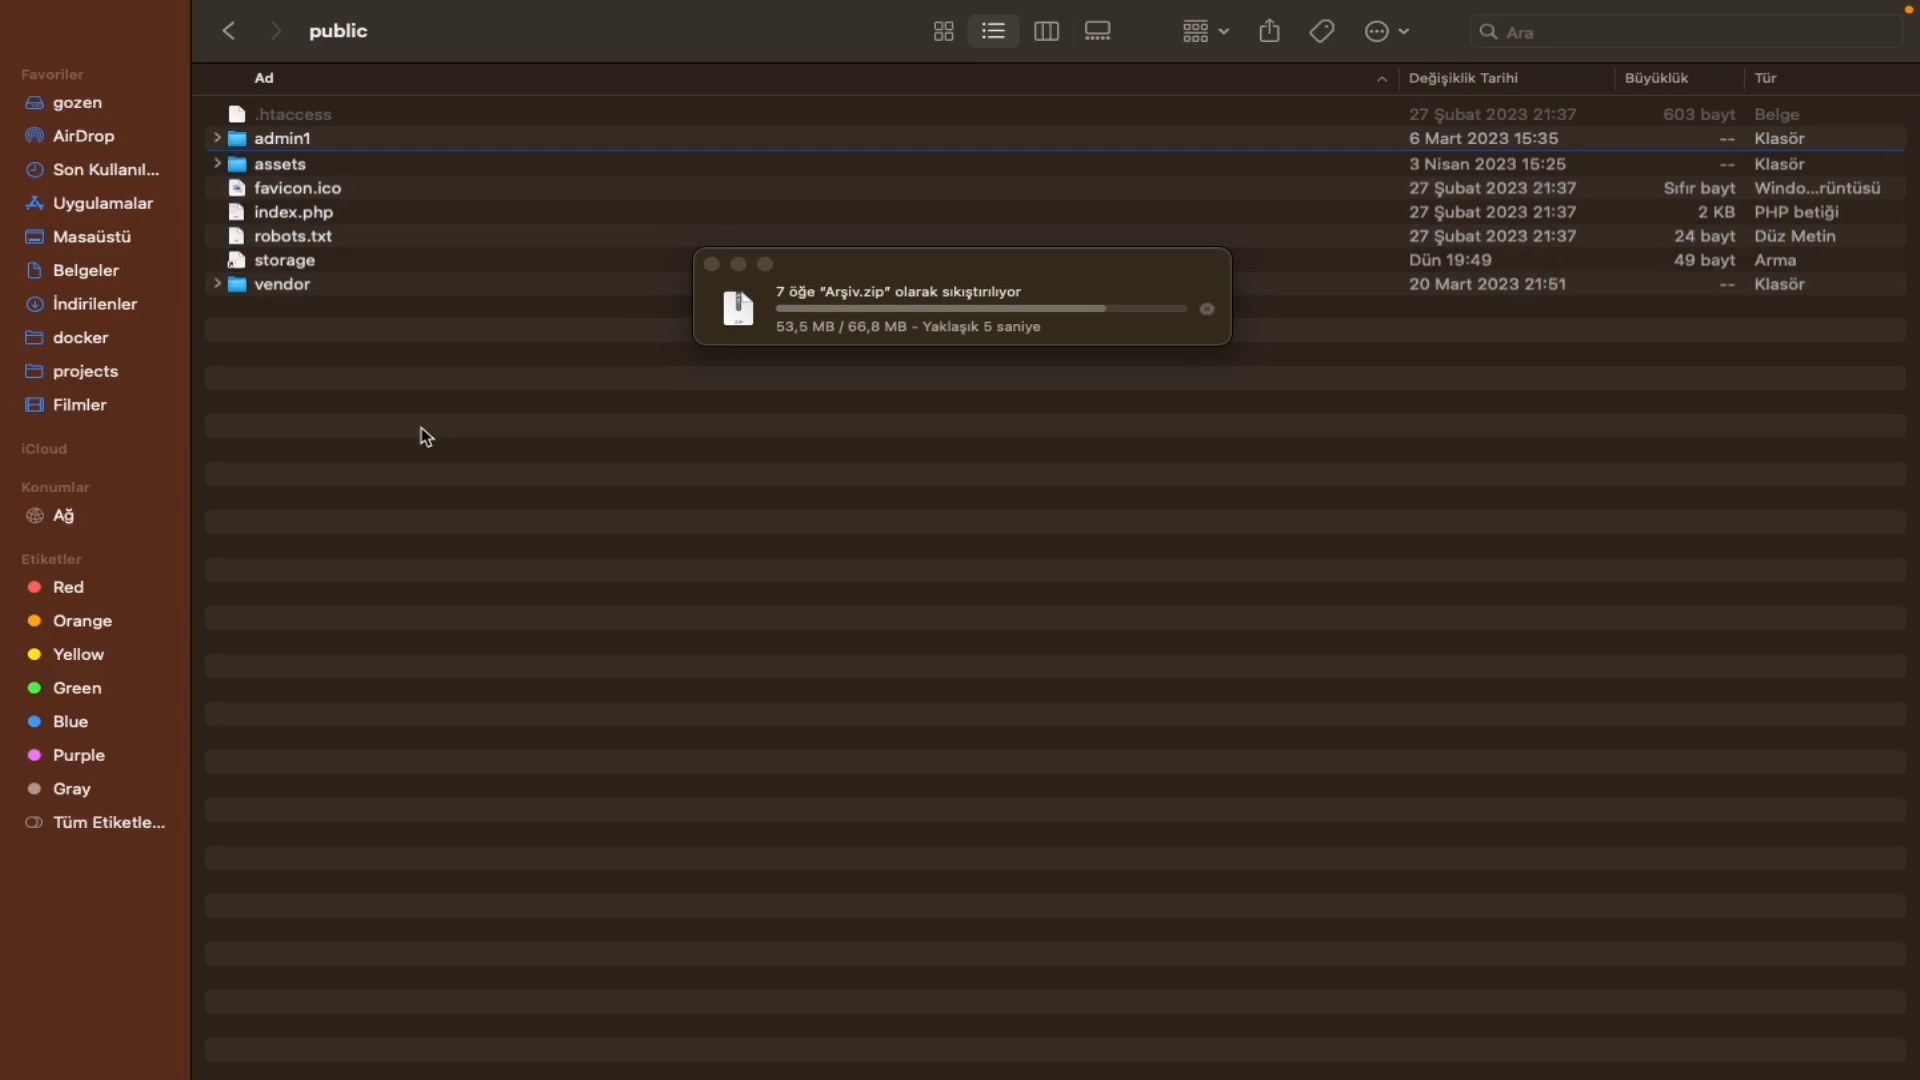 public
Ara
Favoriler
gozen
AirDrop
Son Kullanıl...
Uygulamalar
Masaüstü
Belgeler
İndirilenler
docker
projects
Filmler
iCloud
Konumlar
Ağ
Etiketler
Red
Orange
Yellow
Green
Blue
Purple
Gray
Tüm Etiketle...
Ad Değişiklik Tarihi Büyüklük Tür
.htaccess 27 Şubat 2023 21:37 603 bayt Belge
admin1 6 Mart 2023 15:35 -- Klasör
assets 3 Nisan 2023 15:25 -- Klasör
favicon.ico 27 Şubat 2023 21:37 Sıfır bayt Windo...rüntüsü
index.php 27 Şubat 2023 21:37 2 KB PHP betiği
robots.txt 27 Şubat 2023 21:37 24 bayt Düz Metin
storage Dün 19:49 49 bayt Arma
vendor 20 Mart 2023 21:51 -- Klasör
7 öğe “Arşiv.zip” olarak sıkıştırılıyor
53,5 MB / 66,8 MB - Yaklaşık 5 saniye